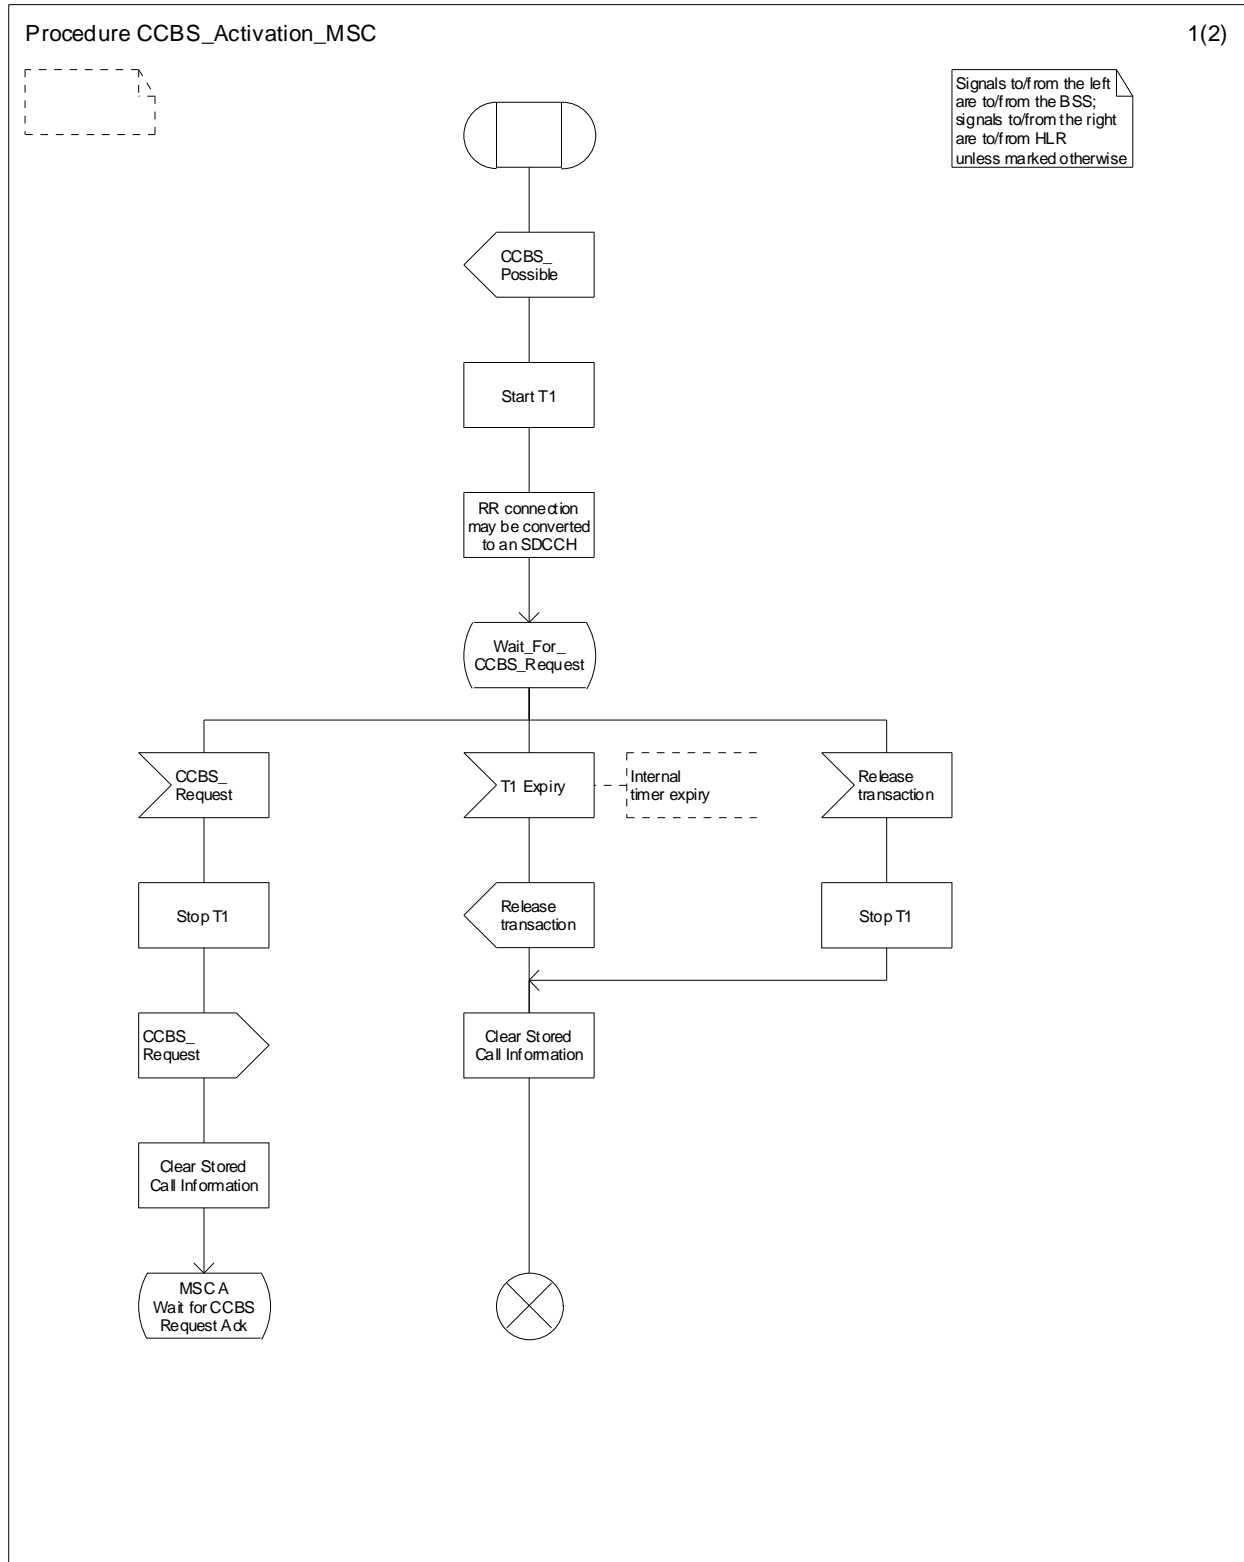 Procedure CCBS_Activation_MSC
1(2)
Signals to/from the left
are to/from the BSS;
signals to/from the right
are to/from HLR
unless marked otherwise
CCBS_
Possible
Start T1
RR connection
may be converted
to an SDCCH
Wait_For_
CCBS_Request
CCBS_
Request
T1 Expiry
Internal
timer expiry
Release
transaction
Stop T1
Release
transaction
Stop T1
CCBS_
Request
Clear Stored
Call Information
Clear Stored
Call Information
MSC A
Wait for CCBS
Request Ack